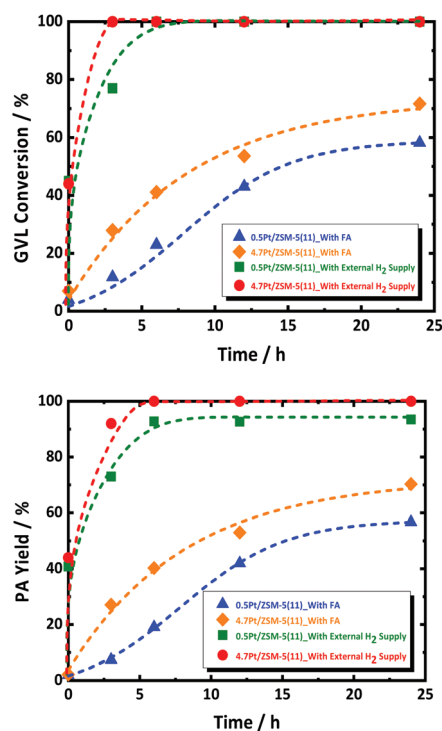 100
80
60
40
20
0
GVL Conversion / %
0.5Pt/ZSM-5(11)_With FA
4.7Pt/ZSM-5(11)_With FA
0.5Pt/ZSM-5(11)_With External H2 Supply
4.7Pt/ZSM-5(11)_With External H2 Supply
0 5 10 15 20 25
Time / h
100
80
60
40
20
0
PA Yield / %
0.5Pt/ZSM-5(11)_With FA
4.7Pt/ZSM-5(11)_With FA
0.5Pt/ZSM-5(11)_With External H2 Supply
4.7Pt/ZSM-5(11)_With External H2 Supply
0 5 10 15 20 25
Time / h